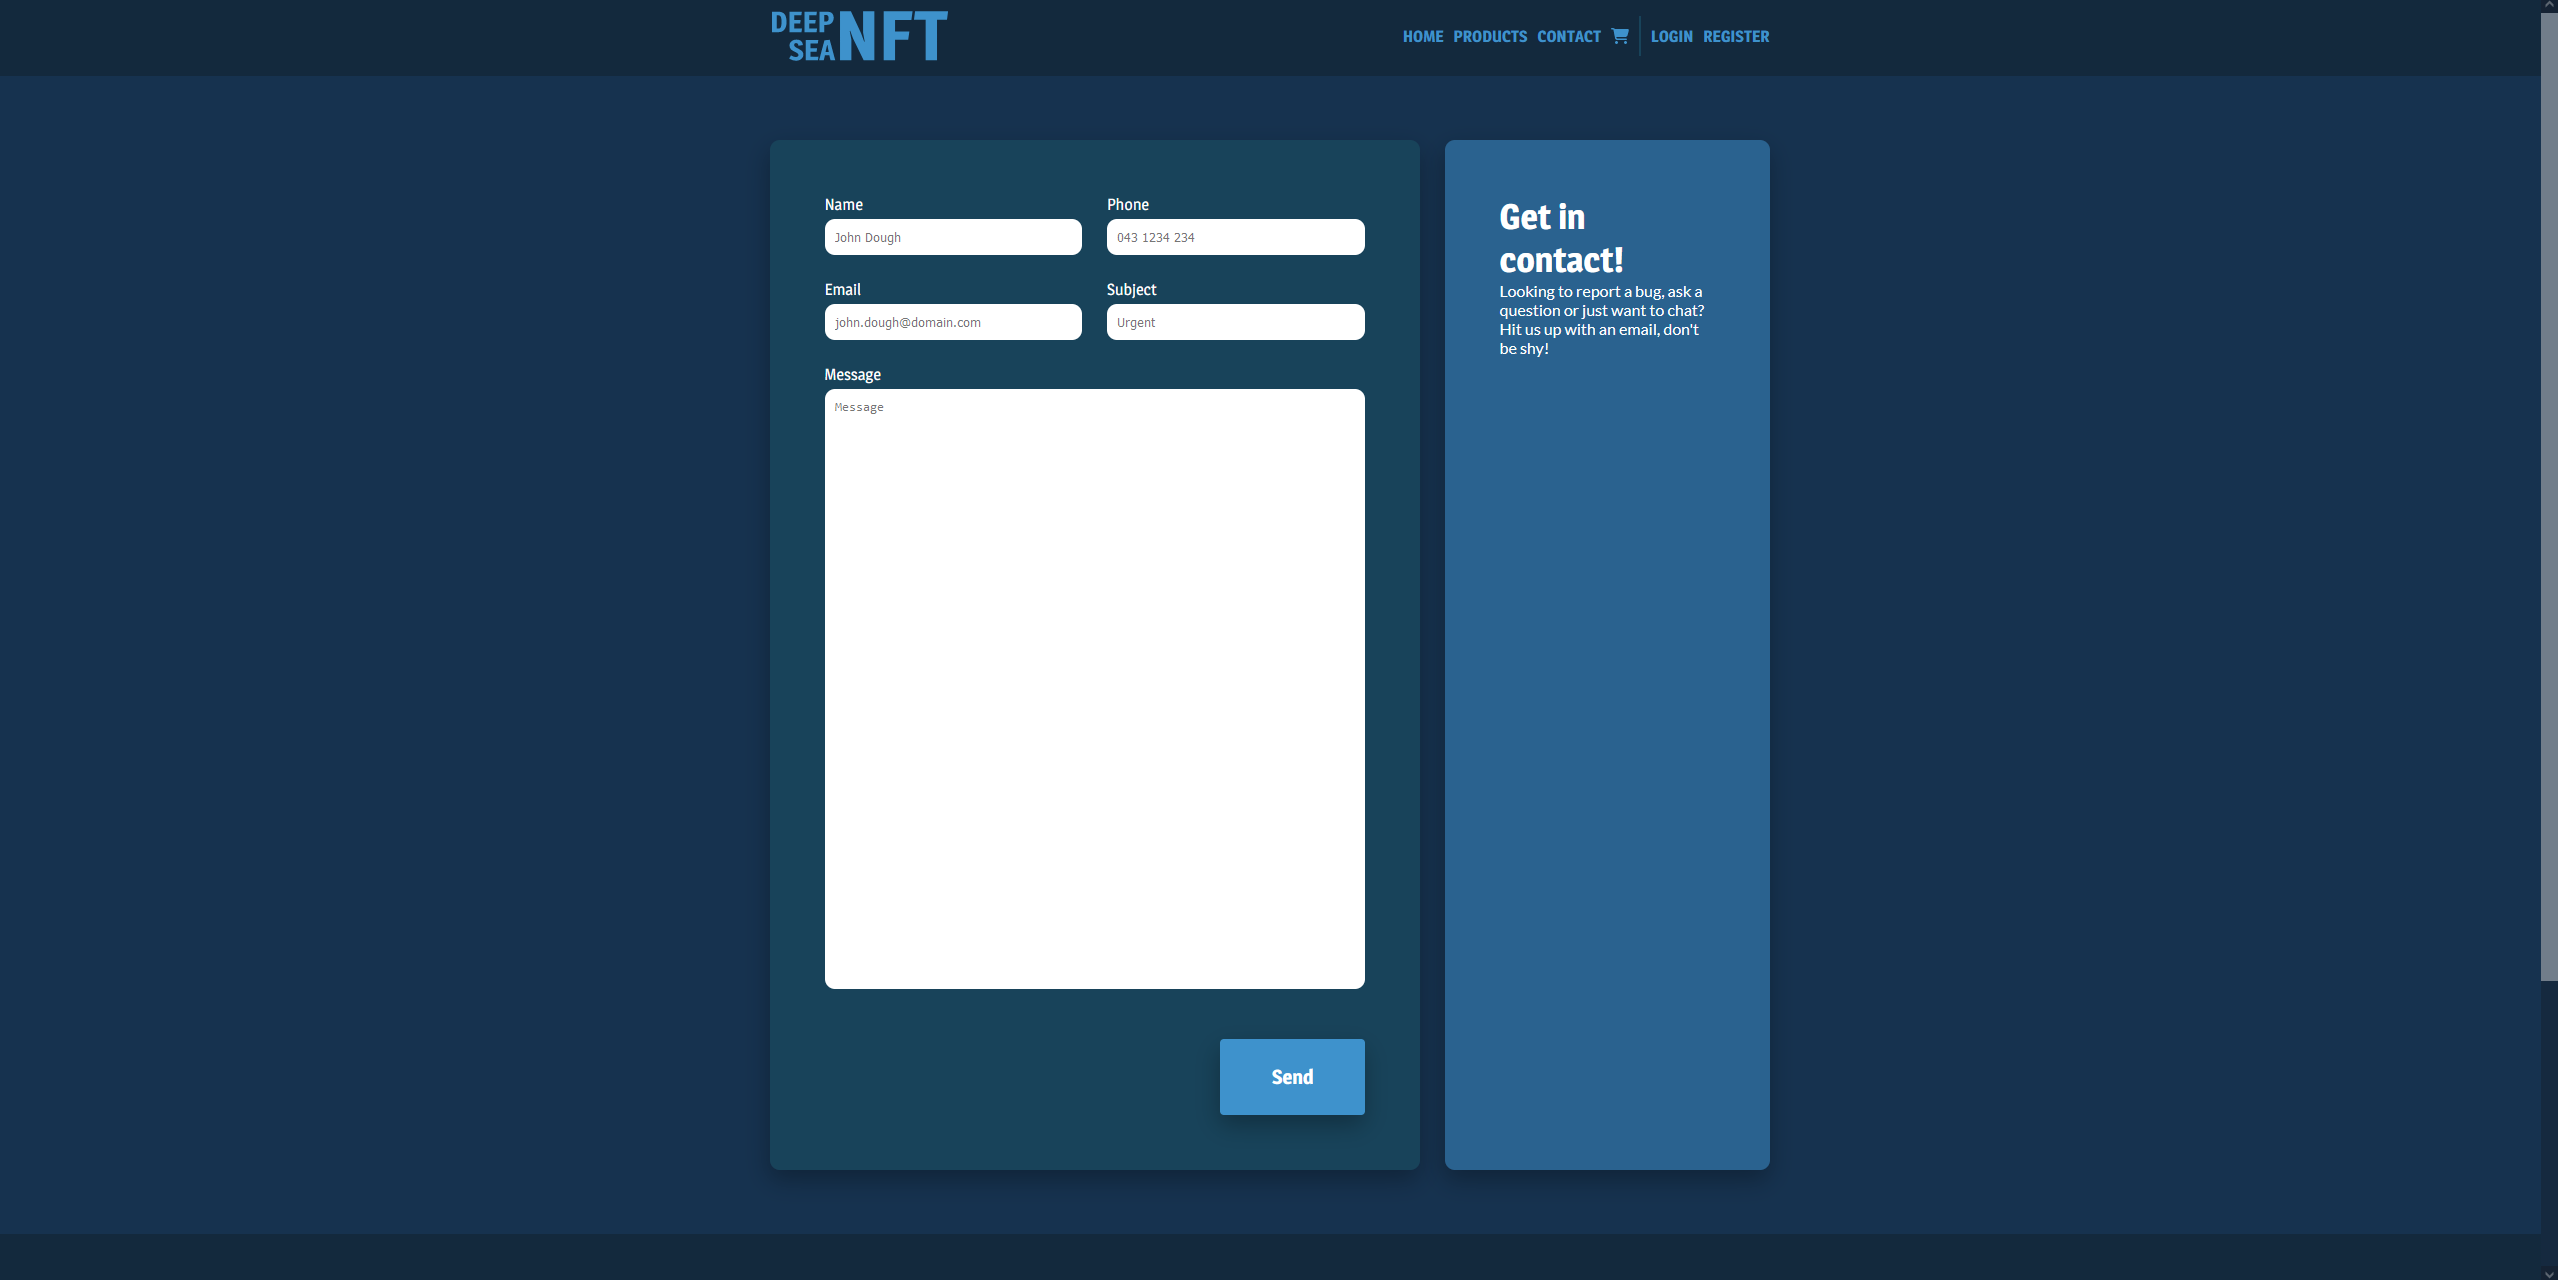 DEEP
SEA NFT
HOME PRODUCTS CONTACT LOGIN REGISTER
Name
John Dough
Phone
043 1234 234
Email
john.dough@domain.com
Subject
Urgent
Message
Message
Send
Get in
contact!
Looking to report a bug, ask a
question or just want to chat?
Hit us up with an email, don't
be shy!